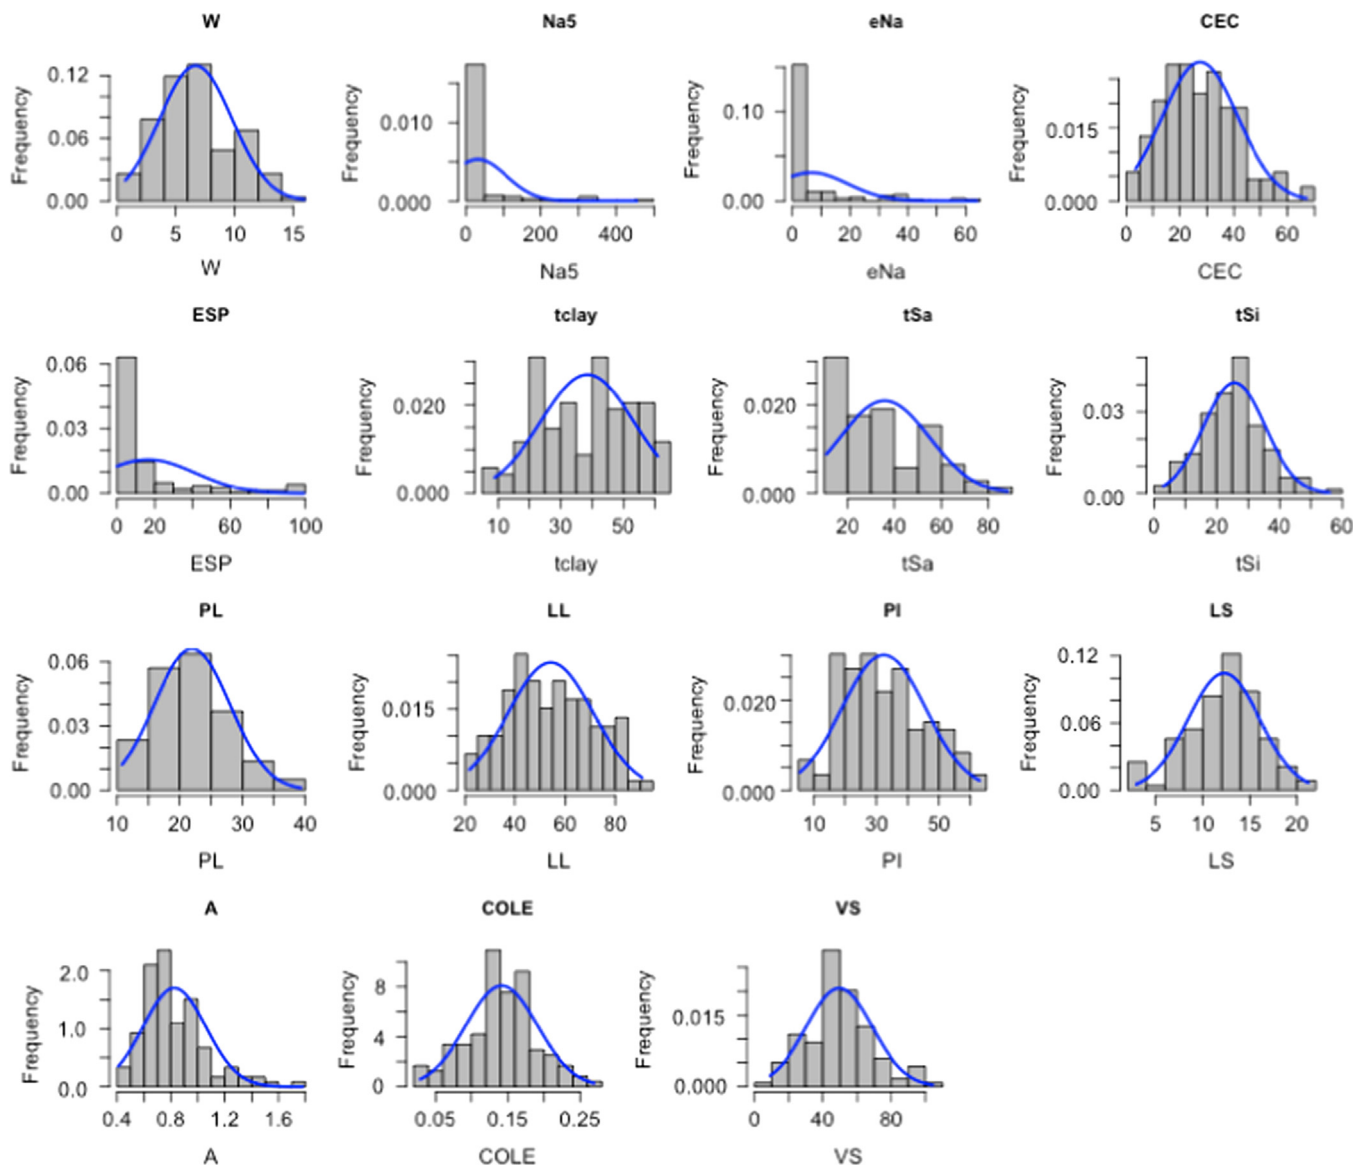 W Na5 eNa CEC
Frequency 0.12 0.06 0.00
0 5 10 15
W
Frequency 0.010 0.000
0 200 400
Na5
Frequency 0.10 0.00
0 20 40 60
eNa
Frequency 0.015 0.000
0 20 40 60
CEC
ESP tclay tSa tSi
Frequency 0.06 0.03 0.00
0 20 60 100
ESP
Frequency 0.020 0.000
10 30 50
tclay
Frequency 0.020 0.000
20 40 60 80
tSa
Frequency 0.03 0.00
0 20 40 60
tSi
PL LL PI LS
Frequency 0.06 0.03 0.00
10 20 30 40
PL
Frequency 0.015 0.000
20 40 60 80
LL
Frequency 0.020 0.000
10 30 50
PI
Frequency 0.12 0.06 0.00
5 10 15 20
LS
A COLE VS
Frequency 2.0 1.0 0.0
0.4 0.8 1.2 1.6
A
Frequency 8 4 0
0.05 0.15 0.25
COLE
Frequency 0.015 0.000
0 40 80
VS